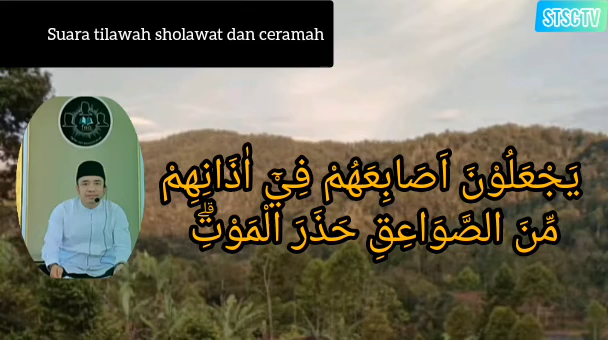 Suara tilawah sholawat dan ceramah
STSCTV
يَجْعَلُوْنَ اَصَابِعَهُمْ فِيْٓ اٰذَانِهِمْ
مِّنَ الصَّوَاعِقِ حَذَرَ الْمَوْتِۗ